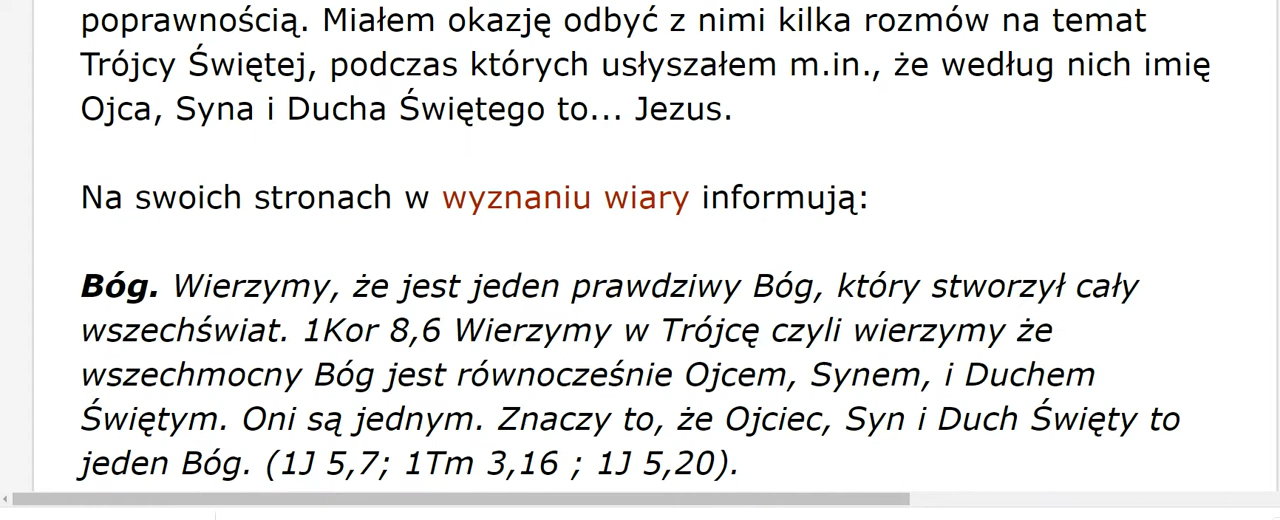 poprawnością. Miałem okazję odbyć z nimi kilka rozmów na temat
Trójcy Świętej, podczas których usłyszałem m.in., że według nich imię
Ojca, Syna i Ducha Świętego to... Jezus.
Na swoich stronach w wyznaniu wiary informują:
Bóg. Wierzymy, że jest jeden prawdziwy Bóg, który stworzył cały
wszechświat. 1Kor 8,6 Wierzymy w Trójcę czyli wierzymy że
wszechmocny Bóg jest równocześnie Ojcem, Synem, i Duchem
Świętym. Oni są jednym. Znaczy to, że Ojciec, Syn i Duch Święty to
jeden Bóg. (1J 5,7; 1Tm 3,16 ; 1J 5,20).